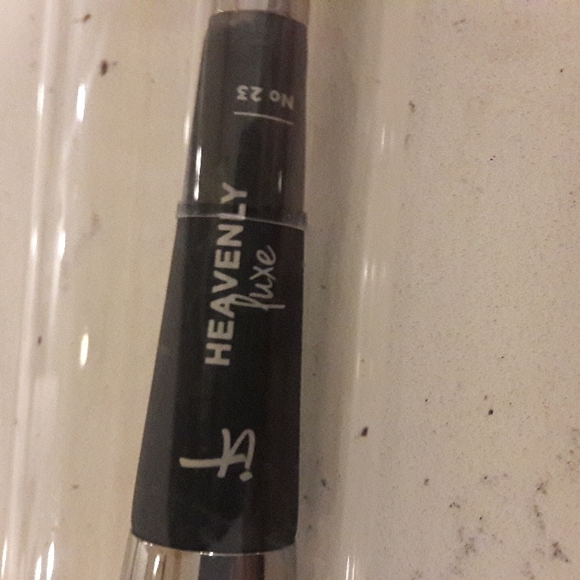 No 23
HEAVENLY
luxe
it.